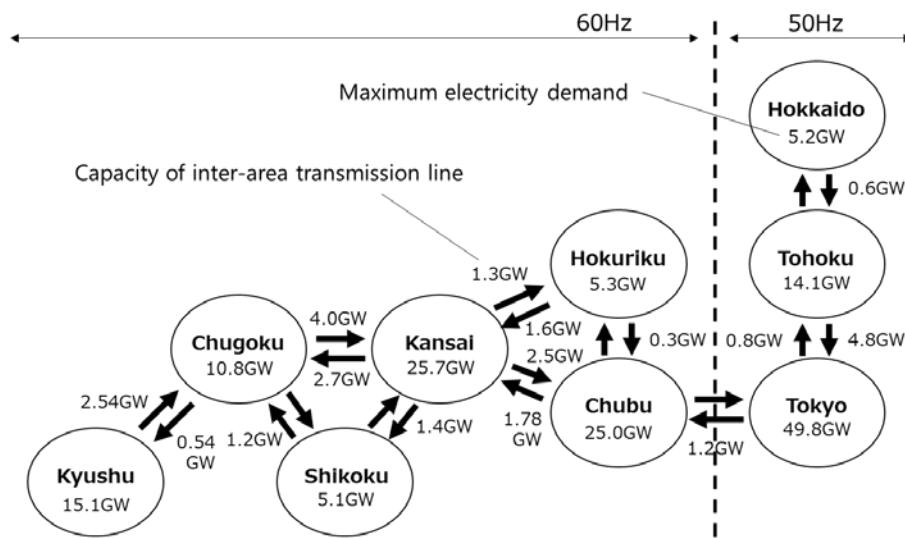 60Hz
50Hz
Maximum electricity demand
Hokkaido
5.2GW
Capacity of inter-area transmission line
0.6GW
Hokuriku
5.3GW
Tohoku
14.1GW
1.3GW
1.6GW
4.0GW
Chugoku
10.8GW
Kansai
25.7GW
2.7GW
2.5GW
0.3GW
0.8GW
4.8GW
2.54GW
0.54
GW
1.2GW
1.4GW
1.78
GW
Chubu
25.0GW
1.2GW
Tokyo
49.8GW
Kyushu
15.1GW
Shikoku
5.1GW